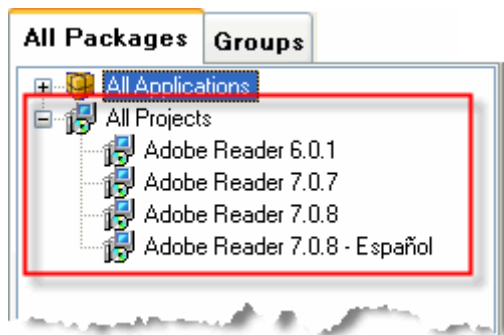 All Packages Groups
All Applications
All Projects
Adobe Reader 6.0.1
Adobe Reader 7.0.7
Adobe Reader 7.0.8
Adobe Reader 7.0.8 - Español